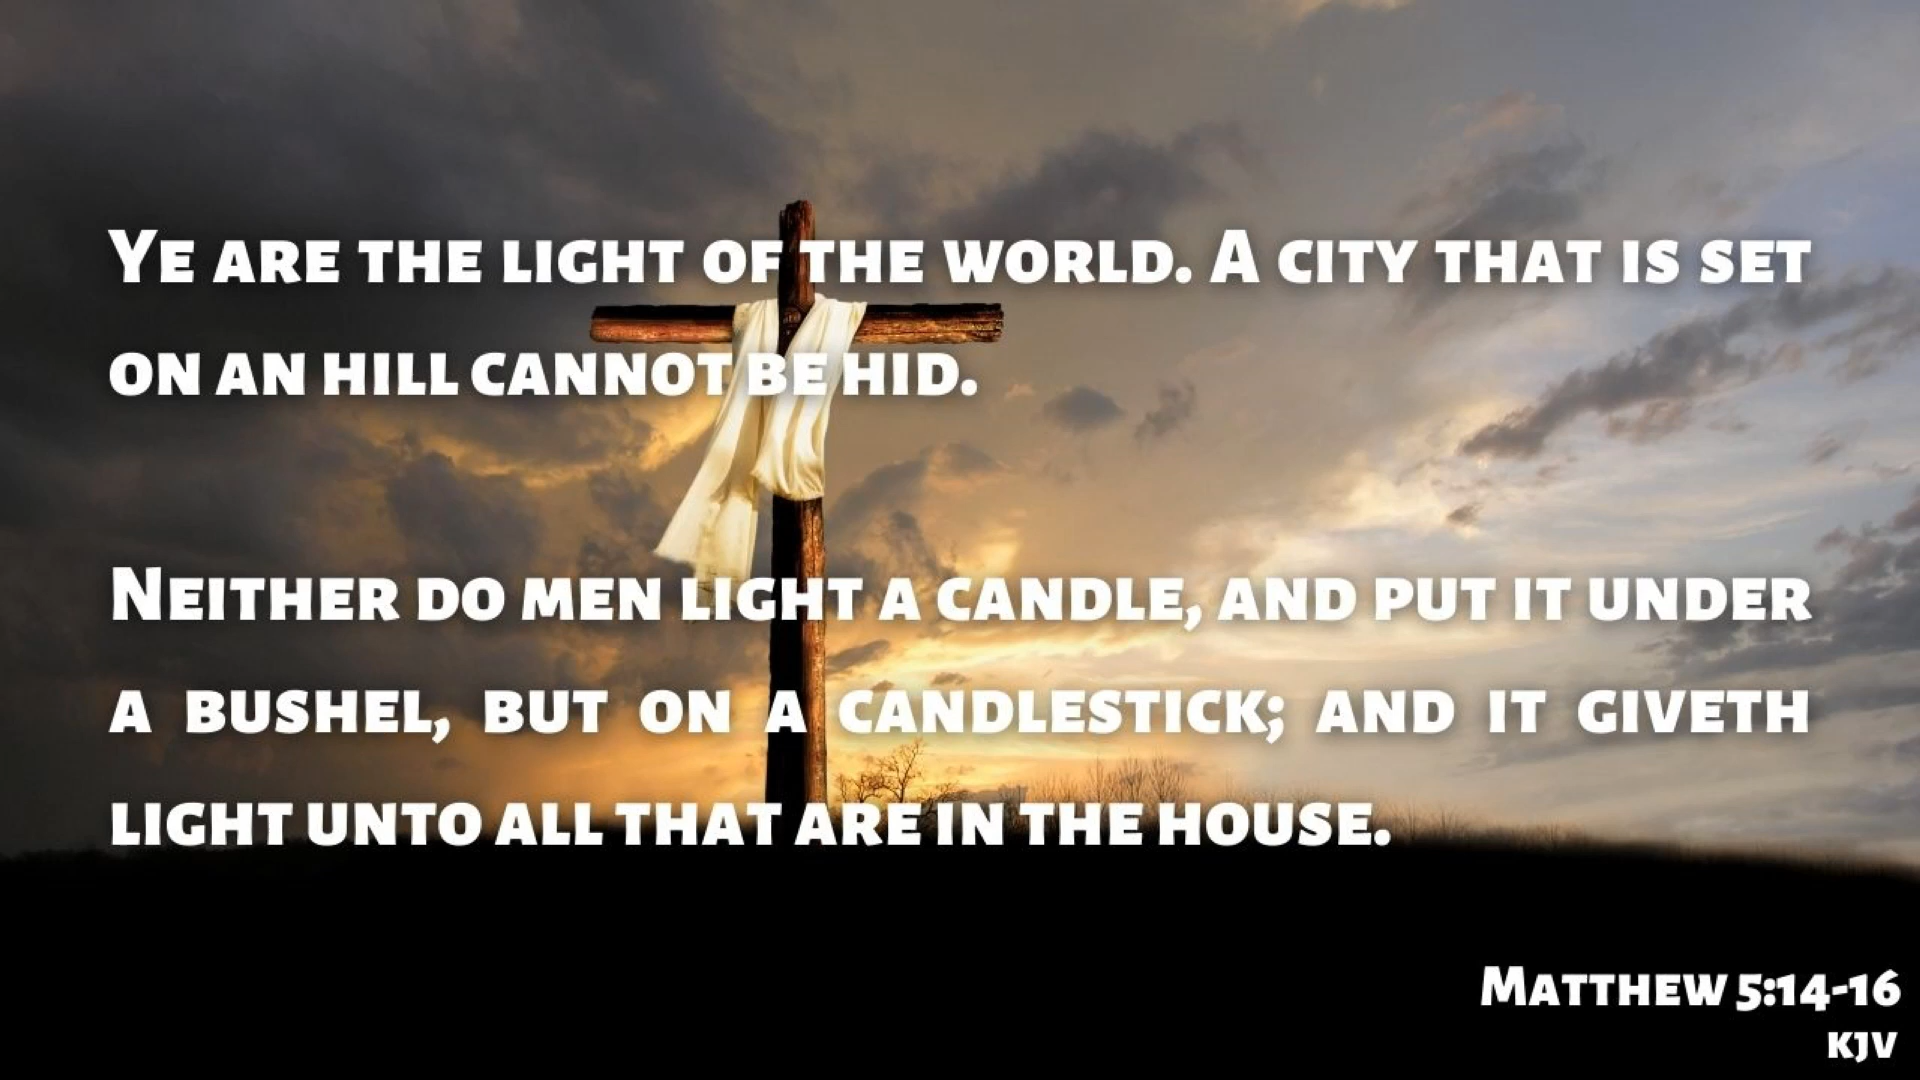 Ye are the light of the world. A city that is set
on an hill cannot be hid.
Neither do men light a candle, and put it under
a bushel, but on a candlestick; and it giveth
light unto all that are in the house.
Matthew 5:14-16
KJV